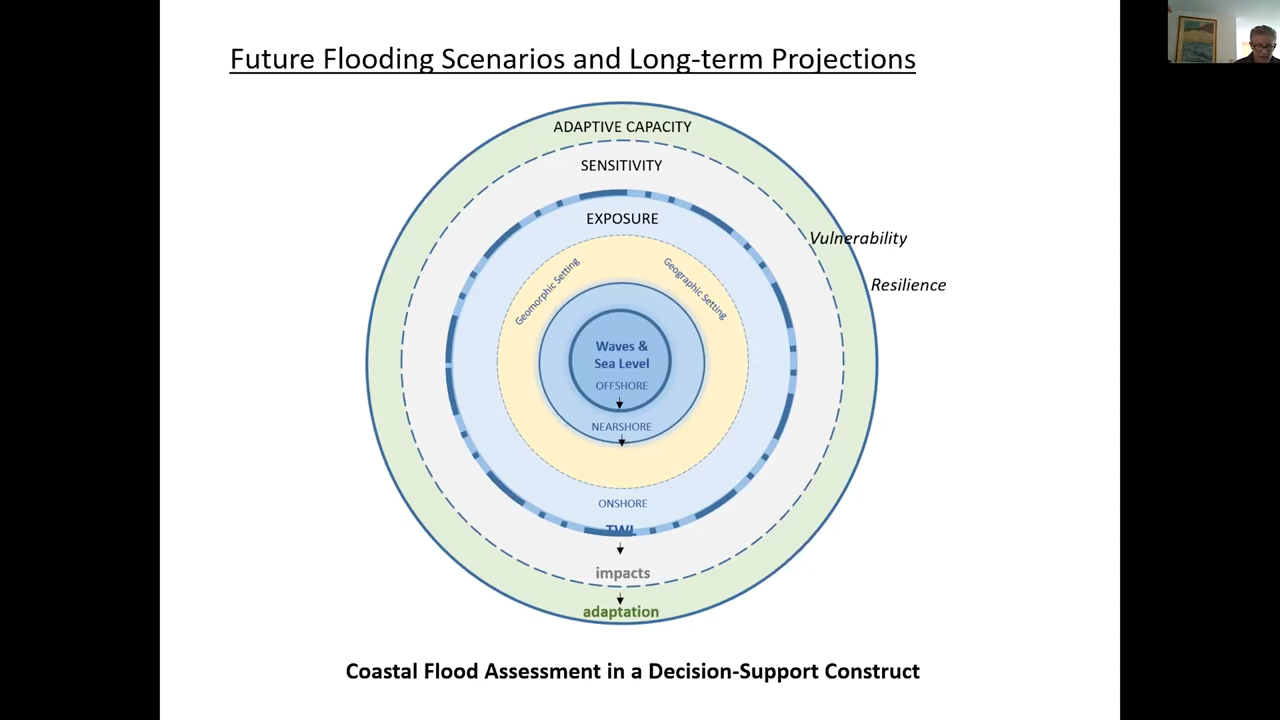 Future Flooding Scenarios and Long-term Projections
ADAPTIVE CAPACITY
SENSITIVITY
EXPOSURE
Vulnerability
Geomorphic Setting
Geographic Setting
Resilience
Waves &
Sea Level
OFFSHORE
NEARSHORE
ONSHORE
TWL
impacts
adaptation
Coastal Flood Assessment in a Decision-Support Construct